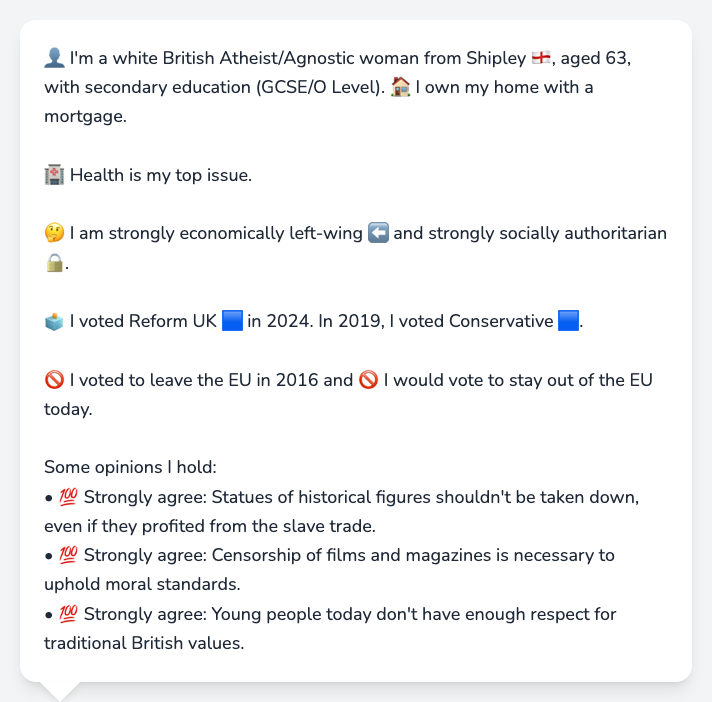 👤 I'm a white British Atheist/Agnostic woman from Shipley 🏴󠁧󠁢󠁥󠁮󠁧󠁿, aged 63,
with secondary education (GCSE/O Level). 🏠 I own my home with a
mortgage.
🏥 Health is my top issue.
🤔 I am strongly economically left-wing ⬅️ and strongly socially authoritarian
🔒.
🗳️ I voted Reform UK 🟦 in 2024. In 2019, I voted Conservative 🟦.
🚫 I voted to leave the EU in 2016 and 🚫 I would vote to stay out of the EU
today.
Some opinions I hold:
• 💯 Strongly agree: Statues of historical figures shouldn't be taken down,
even if they profited from the slave trade.
• 💯 Strongly agree: Censorship of films and magazines is necessary to
uphold moral standards.
• 💯 Strongly agree: Young people today don't have enough respect for
traditional British values.